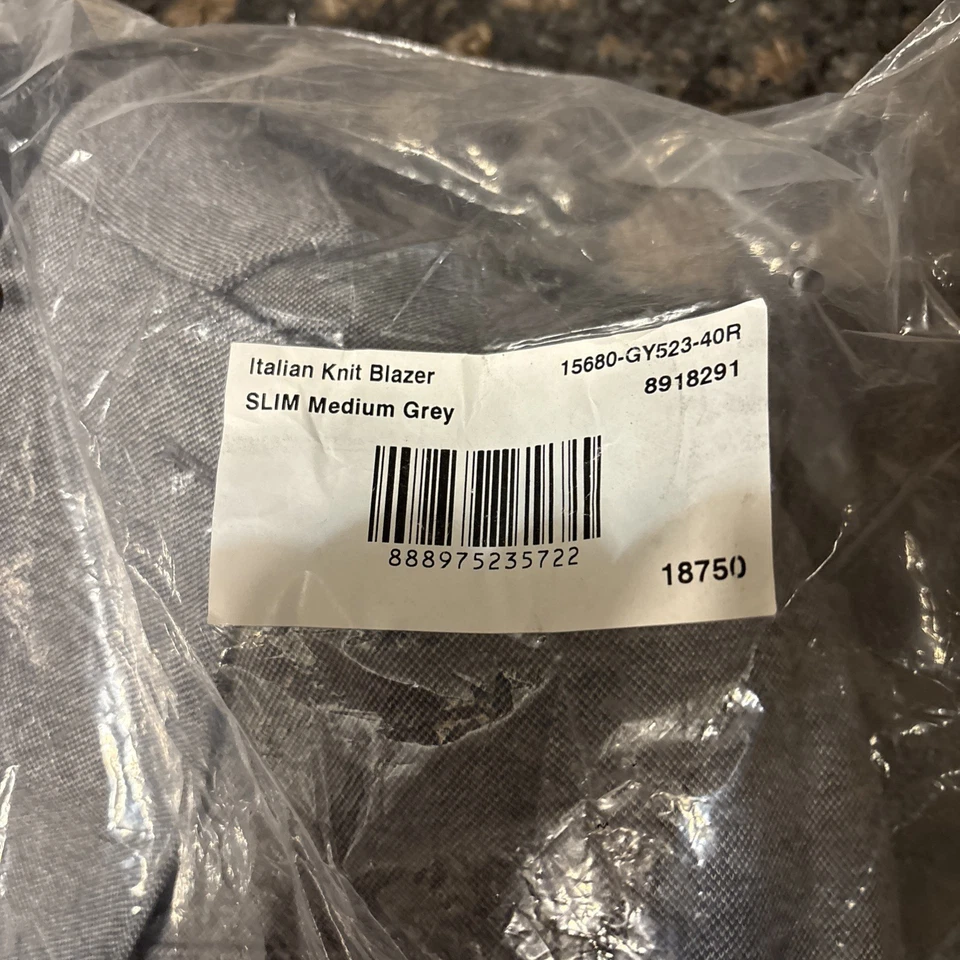 Italian Knit Blazer
15680-GY523-40R
SLIM Medium Grey
8918291
888975235722
18750